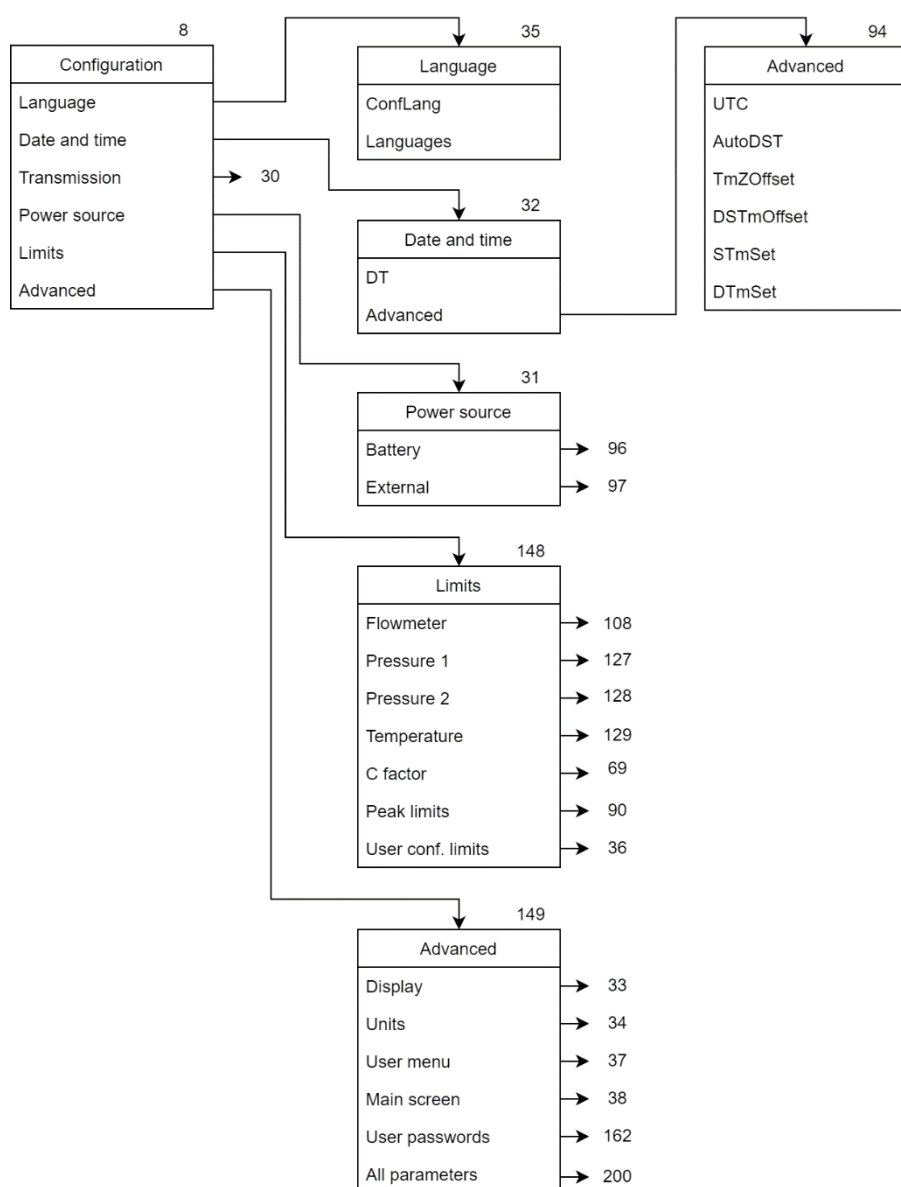 8
Configuration
Language
Date and time
Transmission
30
Power source
Limits
Advanced
35
Language
ConfLang
Languages
94
Advanced
UTC
AutoDST
TmZOffset
DSTmOffset
STmSet
DTmSet
32
Date and time
DT
Advanced
31
Power source
Battery 96
External 97
148
Limits
Flowmeter 108
Pressure 1 127
Pressure 2 128
Temperature 129
C factor 69
Peak limits 90
User conf. limits 36
149
Advanced
Display 33
Units 34
User menu 37
Main screen 38
User passwords 162
All parameters 200